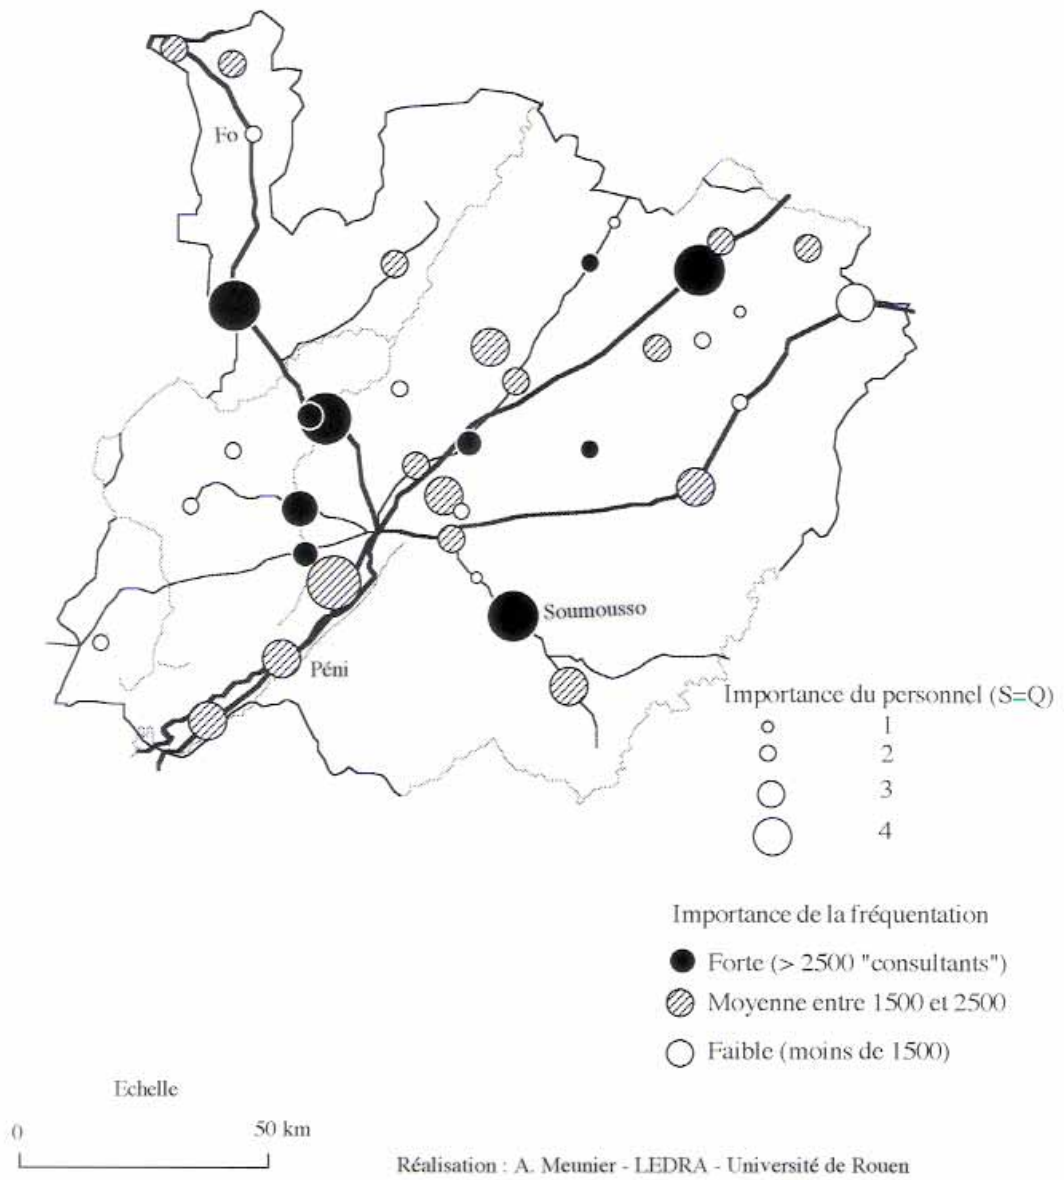 Fo
Soumousso
Péni
Importance du personnel (S=Q)
1
2
3
4
Importance de la fréquentation
Forte (> 2500 "consultants")
Moyenne entre 1500 et 2500
Faible (moins de 1500)
Echelle
0 50 km
Réalisation : A. Meunier - LEDRA - Université de Rouen